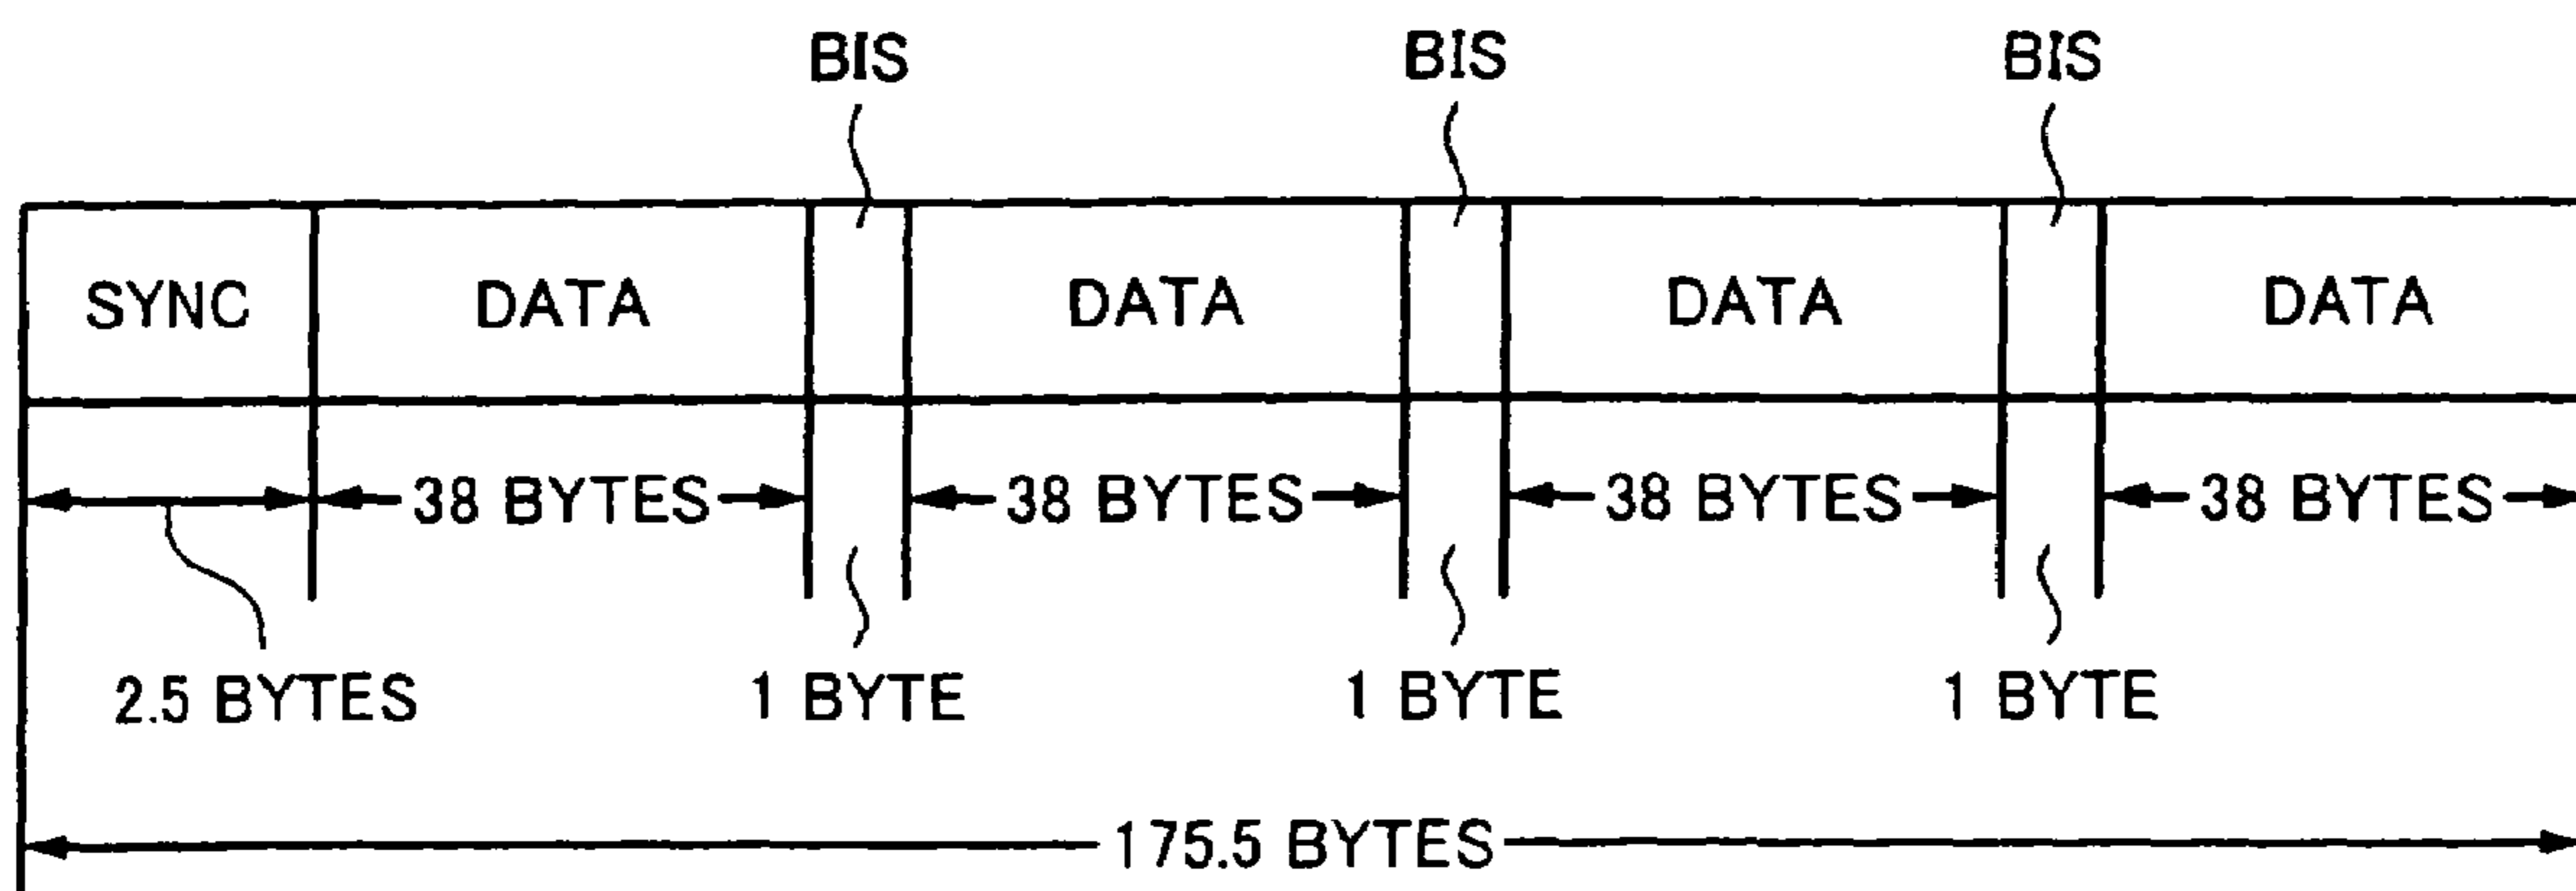 BIS BIS BIS
SYNC DATA DATA DATA DATA
38 BYTES 38 BYTES 38 BYTES 38 BYTES
2.5 BYTES 1 BYTE 1 BYTE 1 BYTE
175.5 BYTES